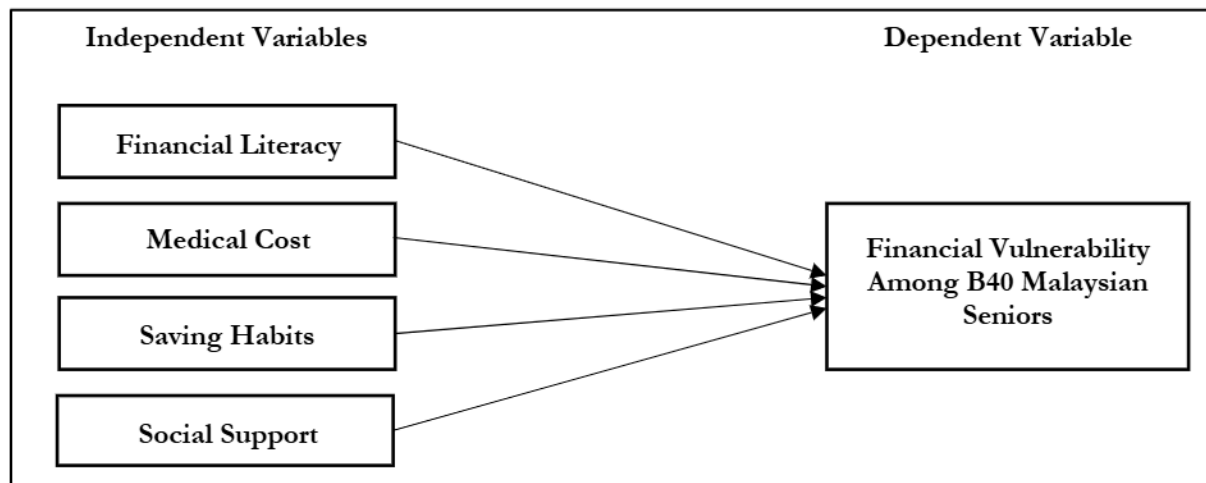 Independent Variables
Dependent Variable
Financial Literacy
Medical Cost
Saving Habits
Social Support
Financial Vulnerability
Among B40 Malaysian
Seniors